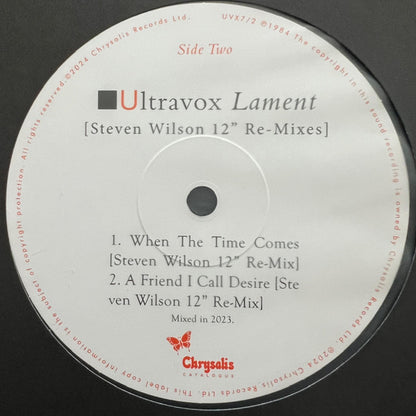 ©2024 Chrysalis Records Ltd. UVX7/2 ℗1984 The copyright in this sound recording is owned by Chrysalis Records Ltd. ©2024 Chrysalis Records Ltd. This label copy information is the subject of copyright protection. All rights reserved.
Side Two
Ultravox Lament
[Steven Wilson 12” Re-Mixes]
1. When The Time Comes
[Steven Wilson 12” Re-Mix]
2. A Friend I Call Desire [Ste
ven Wilson 12” Re-Mix]
Mixed in 2023.
Chrysalis
CATALOGUE